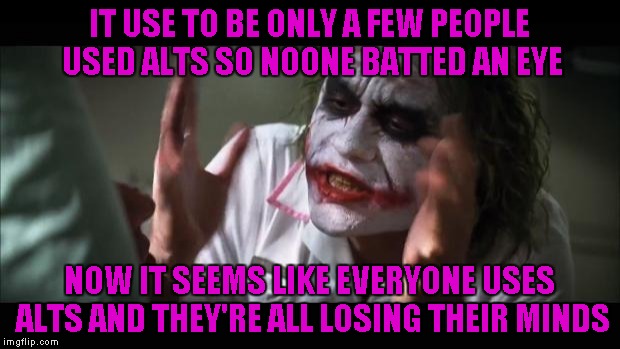 IT USE TO BE ONLY A FEW PEOPLE
USED ALTS SO NOONE BATTED AN EYE
NOW IT SEEMS LIKE EVERYONE USES
ALTS AND THEY'RE ALL LOSING THEIR MINDS
imgflip.com